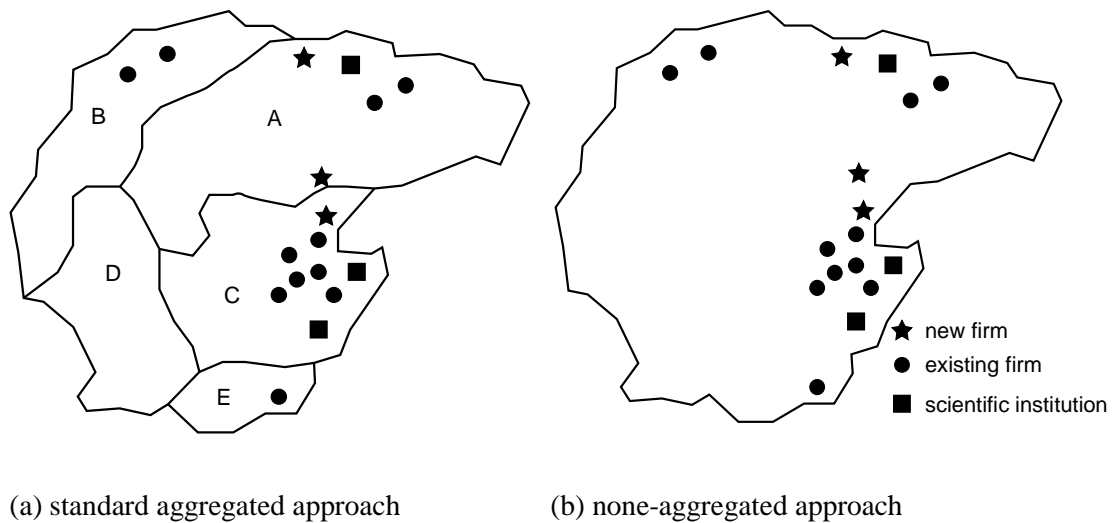 B
A
D
C
E
new firm
existing firm
scientific institution
(a) standard aggregated approach
(b) none-aggregated approach